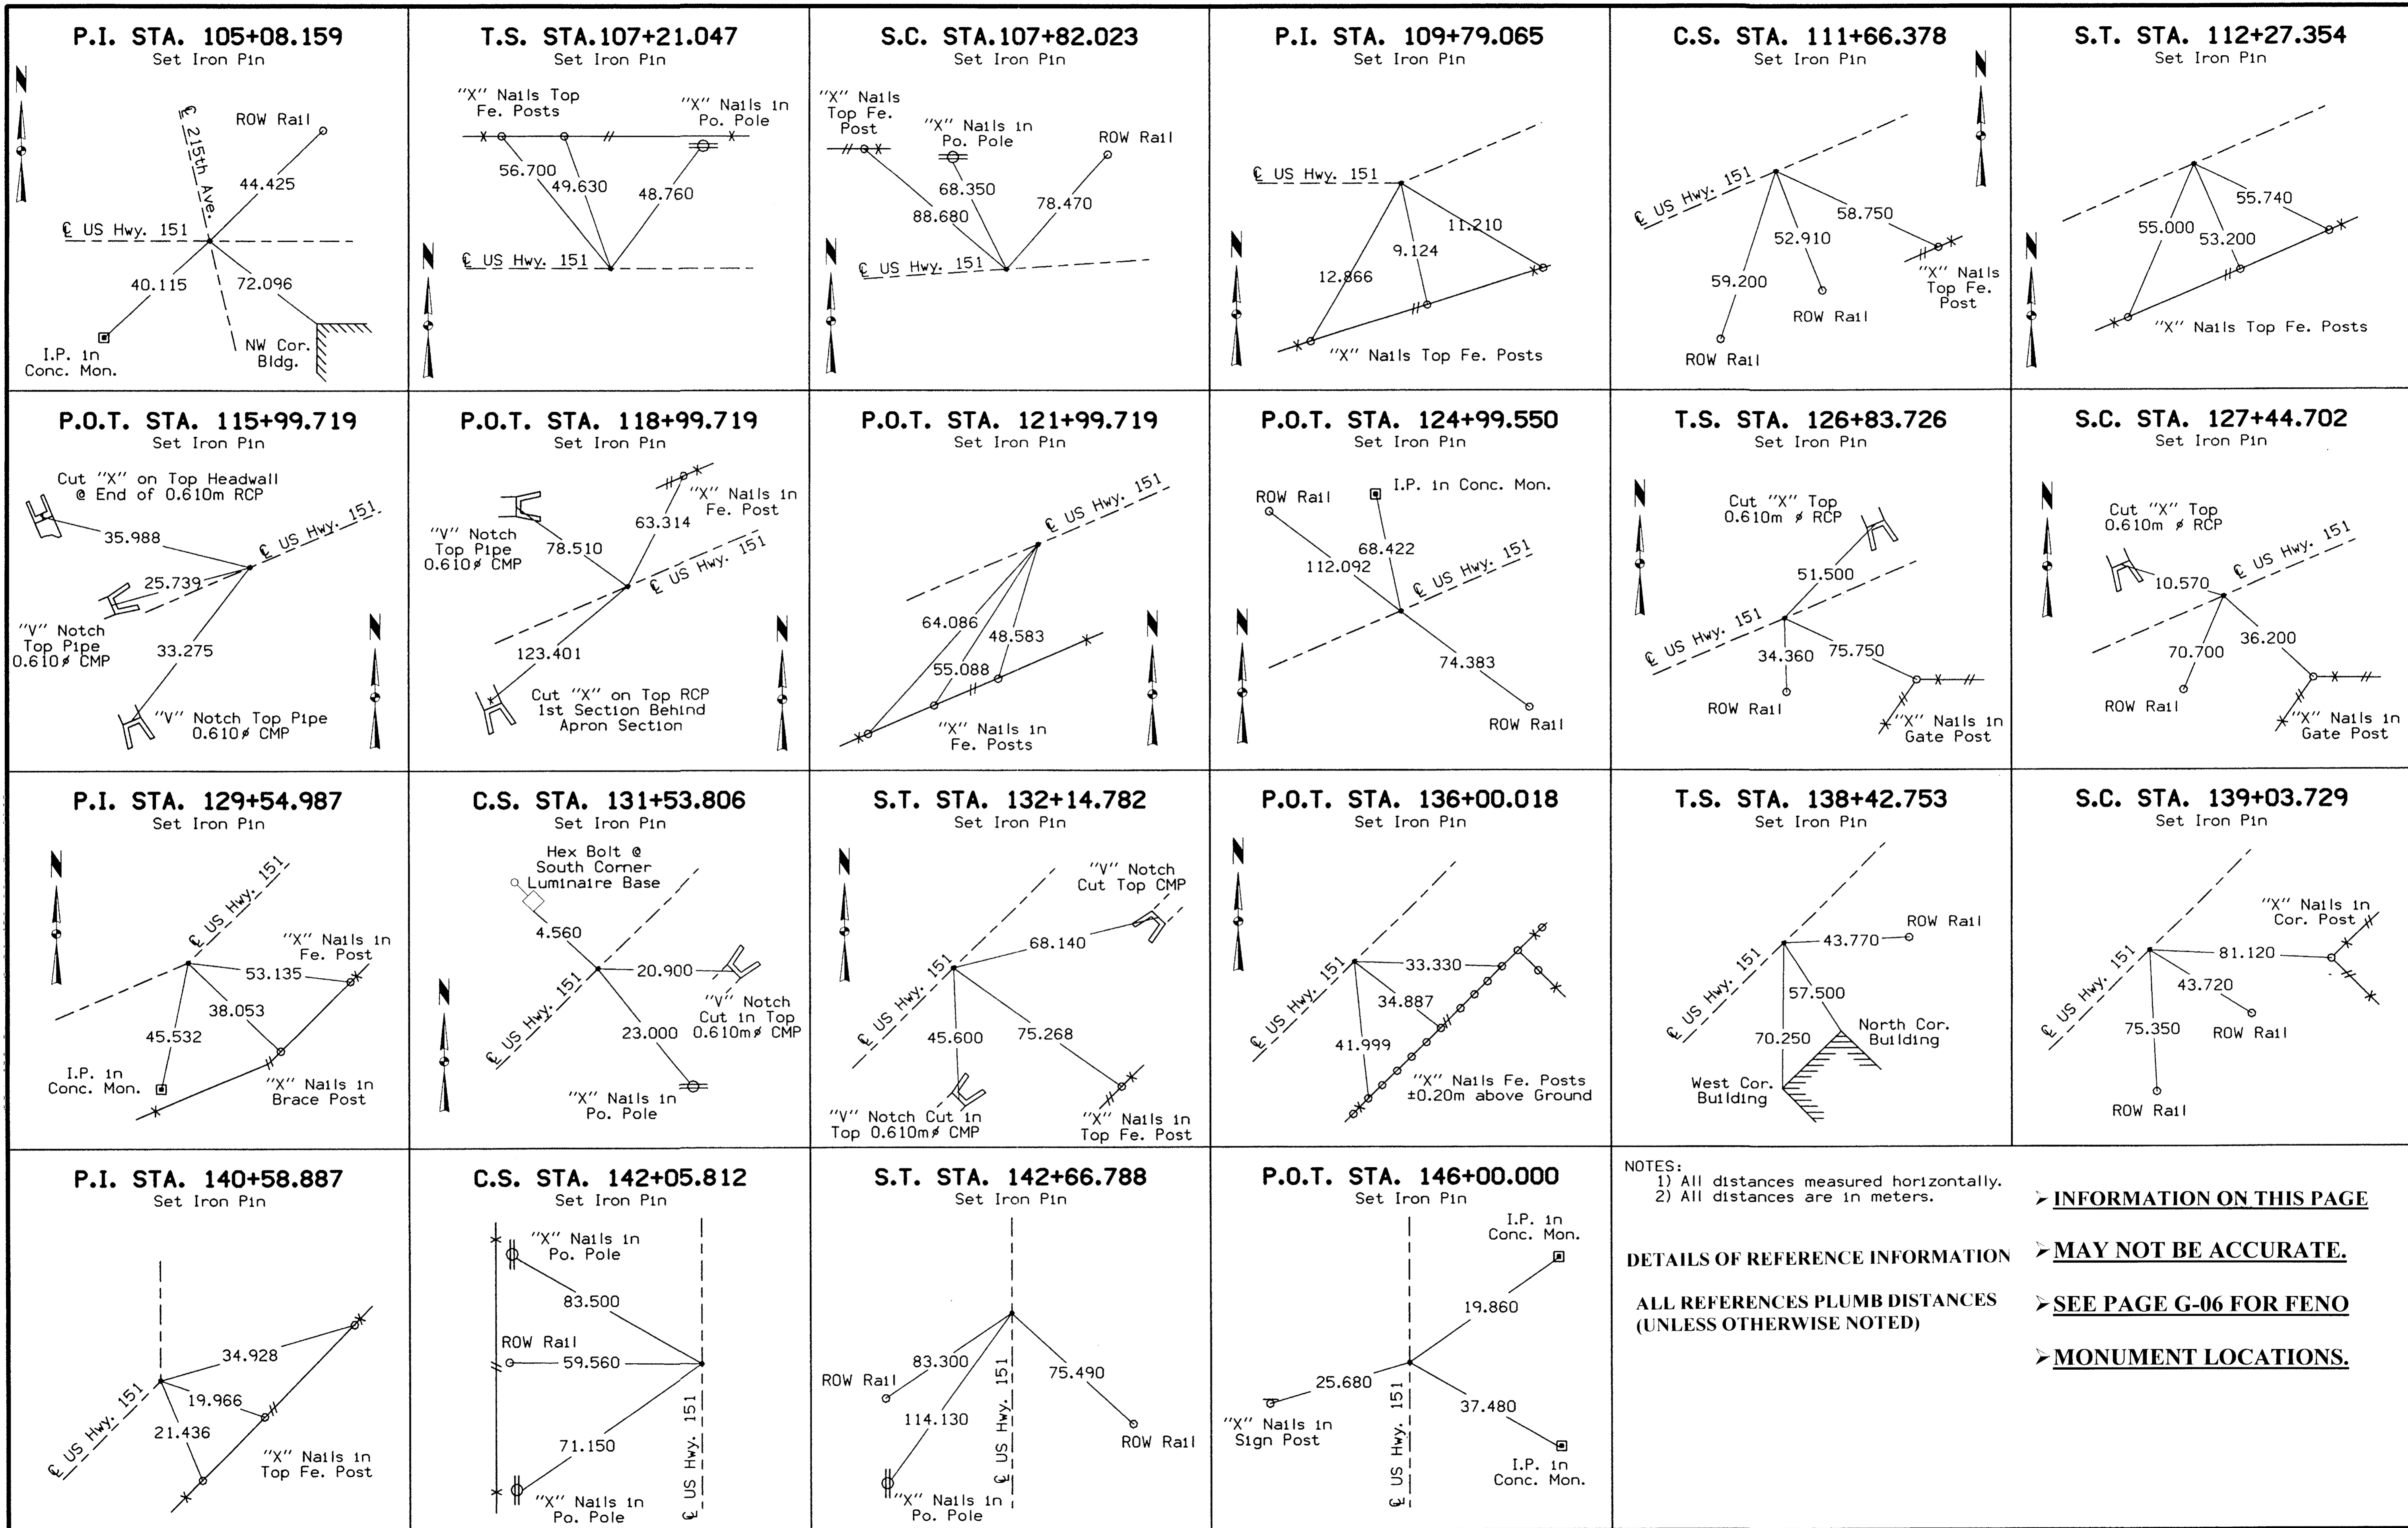 P.I. STA. 105+08.159
Set Iron Pin
N
℄ 215th Ave.
ROW Rail
44.425
℄ US Hwy. 151
40.115
72.096
I.P. in
Conc. Mon.
NW Cor.
Bldg.
T.S. STA.107+21.047
Set Iron Pin
"X" Nails Top
Fe. Posts
"X" Nails in
Po. Pole
56.700
49.630
48.760
N
℄ US Hwy. 151
S.C. STA.107+82.023
Set Iron Pin
"X" Nails
Top Fe.
Post
"X" Nails in
Po. Pole
ROW Rail
68.350
88.680
78.470
N
℄ US Hwy. 151
P.I. STA. 109+79.065
Set Iron Pin
℄ US Hwy. 151
11.210
9.124
12.866
N
"X" Nails Top Fe. Posts
C.S. STA. 111+66.378
Set Iron Pin
N
℄ US Hwy. 151
58.750
52.910
59.200
"X" Nails
Top Fe.
Post
ROW Rail
ROW Rail
S.T. STA. 112+27.354
Set Iron Pin
55.740
55.000
53.200
N
"X" Nails Top Fe. Posts
P.O.T. STA. 115+99.719
Set Iron Pin
Cut "X" on Top Headwall
@ End of 0.610m RCP
35.988
℄ US Hwy. 151
25.739
"V" Notch
Top Pipe
0.610ø CMP
33.275
N
"V" Notch Top Pipe
0.610ø CMP
P.O.T. STA. 118+99.719
Set Iron Pin
"X" Nails in
Fe. Post
63.314
"V" Notch
Top Pipe
0.610ø CMP
78.510
℄ US Hwy. 151
123.401
N
Cut "X" on Top RCP
1st Section Behind
Apron Section
P.O.T. STA. 121+99.719
Set Iron Pin
℄ US Hwy. 151
64.086
48.583
55.088
N
"X" Nails in
Fe. Posts
P.O.T. STA. 124+99.550
Set Iron Pin
ROW Rail
I.P. in Conc. Mon.
68.422
112.092
℄ US Hwy. 151
74.383
ROW Rail
T.S. STA. 126+83.726
Set Iron Pin
N
Cut "X" Top
0.610m ø RCP
51.500
℄ US Hwy. 151
34.360
75.750
ROW Rail
"X" Nails in
Gate Post
S.C. STA. 127+44.702
Set Iron Pin
N
Cut "X" Top
0.610m ø RCP
10.570
℄ US Hwy. 151
36.200
70.700
ROW Rail
"X" Nails in
Gate Post
P.I. STA. 129+54.987
Set Iron Pin
N
℄ US Hwy. 151
"X" Nails in
Fe. Post
53.135
38.053
45.532
I.P. in
Conc. Mon.
"X" Nails in
Brace Post
C.S. STA. 131+53.806
Set Iron Pin
Hex Bolt @
South Corner
Luminaire Base
4.560
20.900
N
℄ US Hwy. 151
"V" Notch
Cut in Top
0.610mø CMP
23.000
"X" Nails in
Po. Pole
S.T. STA. 132+14.782
Set Iron Pin
N
"V" Notch
Cut Top CMP
68.140
℄ US Hwy. 151
45.600
75.268
"V" Notch Cut in
Top 0.610mø CMP
"X" Nails in
Top Fe. Post
P.O.T. STA. 136+00.018
Set Iron Pin
N
33.330
℄ US Hwy. 151
34.887
41.999
"X" Nails Fe. Posts
±0.20m above Ground
T.S. STA. 138+42.753
Set Iron Pin
ROW Rail
43.770
℄ US Hwy. 151
57.500
70.250
North Cor.
Building
West Cor.
Building
S.C. STA. 139+03.729
Set Iron Pin
"X" Nails in
Cor. Post
81.120
℄ US Hwy. 151
43.720
75.350
ROW Rail
ROW Rail
P.I. STA. 140+58.887
Set Iron Pin
34.928
℄ US Hwy. 151
19.966
21.436
"X" Nails in
Top Fe. Post
C.S. STA. 142+05.812
Set Iron Pin
"X" Nails in
Po. Pole
83.500
ROW Rail
59.560
71.150
℄ US Hwy. 151
"X" Nails in
Po. Pole
S.T. STA. 142+66.788
Set Iron Pin
83.300
75.490
ROW Rail
114.130
℄ US Hwy. 151
ROW Rail
"X" Nails in
Po. Pole
P.O.T. STA. 146+00.000
Set Iron Pin
I.P. in
Conc. Mon.
19.860
25.680
37.480
"X" Nails in
Sign Post
℄ US Hwy. 151
I.P. in
Conc. Mon.
NOTES:
1) All distances measured horizontally.
2) All distances are in meters.
DETAILS OF REFERENCE INFORMATION
ALL REFERENCES PLUMB DISTANCES
(UNLESS OTHERWISE NOTED)
➢ INFORMATION ON THIS PAGE
➢ MAY NOT BE ACCURATE.
➢ SEE PAGE G-06 FOR FENO
➢ MONUMENT LOCATIONS.